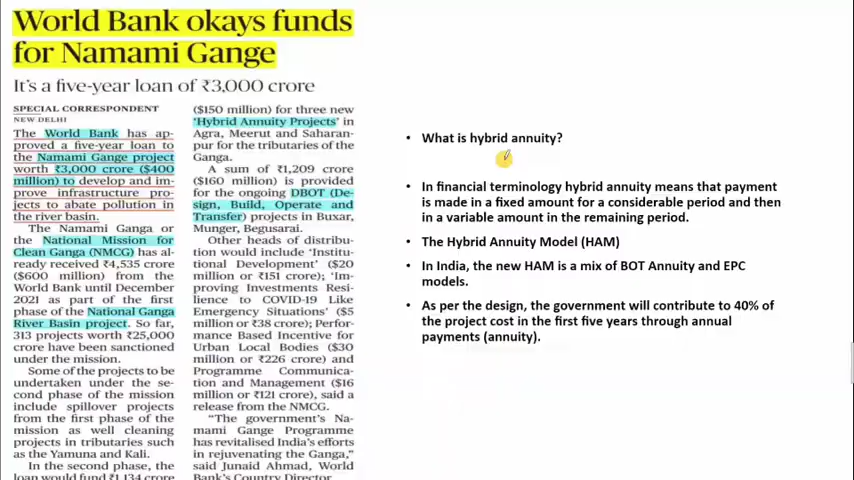 World Bank okays funds
for Namami Gange
It's a five-year loan of ₹3,000 crore
SPECIAL CORRESPONDENT
NEW DELHI
The World Bank has ap-
proved a five-year loan to
the Namami Gange project
worth ₹3,000 crore ($400
million) to develop and im-
prove infrastructure pro-
jects to abate pollution in
the river basin.
The Namami Ganga or
the National Mission for
Clean Ganga (NMCG) has al-
ready received ₹4,535 crore
($600 million) from the
World Bank until December
2021 as part of the first
phase of the National Ganga
River Basin project. So far,
313 projects worth ₹25,000
crore have been sanctioned
under the mission.
Some of the projects to be
undertaken under the se-
cond phase of the mission
include spillover projects
from the first phase of the
mission as well cleaning
projects in tributaries such
as the Yamuna and Kali.
In the second phase, the
loan would fund ₹1,134 crore
($150 million) for three new
'Hybrid Annuity Projects' in
Agra, Meerut and Saharan-
pur for the tributaries of the
Ganga.
A sum of ₹1,209 crore
($160 million) is provided
for the ongoing DBOT (De-
sign, Build, Operate and
Transfer) projects in Buxar,
Munger, Begusarai.
Other heads of distribu-
tion would include 'Institu-
tional Development' ($20
million or ₹151 crore); 'Im-
proving Investments Resi-
lience to COVID-19 Like
Emergency Situations' ($5
million or ₹38 crore); Perfor-
mance Based Incentive for
Urban Local Bodies ($30
million or ₹226 crore) and
Programme Communica-
tion and Management ($16
million or ₹121 crore), said a
release from the NMCG.
"The government's Na-
mami Gange Programme
has revitalised India's efforts
in rejuvenating the Ganga,"
said Junaid Ahmad, World
Bank's Country Director
• What is hybrid annuity?
• In financial terminology hybrid annuity means that payment
is made in a fixed amount for a considerable period and then
in a variable amount in the remaining period.
• The Hybrid Annuity Model (HAM)
• In India, the new HAM is a mix of BOT Annuity and EPC
models.
• As per the design, the government will contribute to 40% of
the project cost in the first five years through annual
payments (annuity).